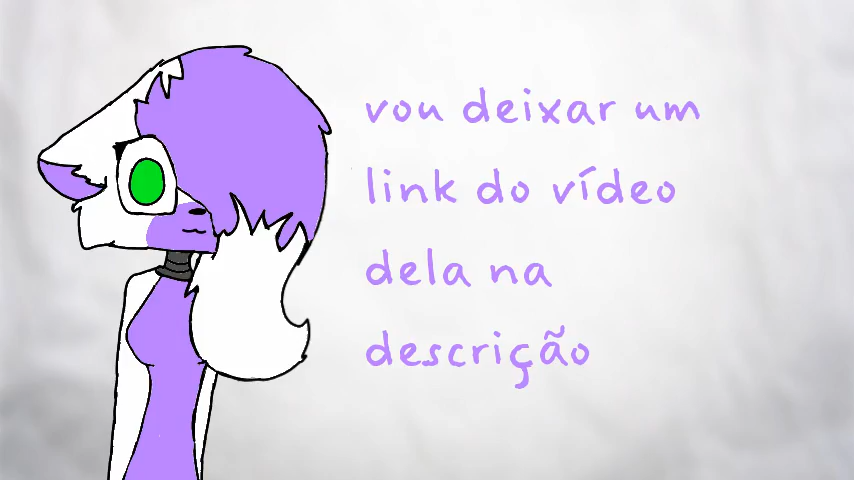 vou deixar um
link do vídeo
dela na
descrição